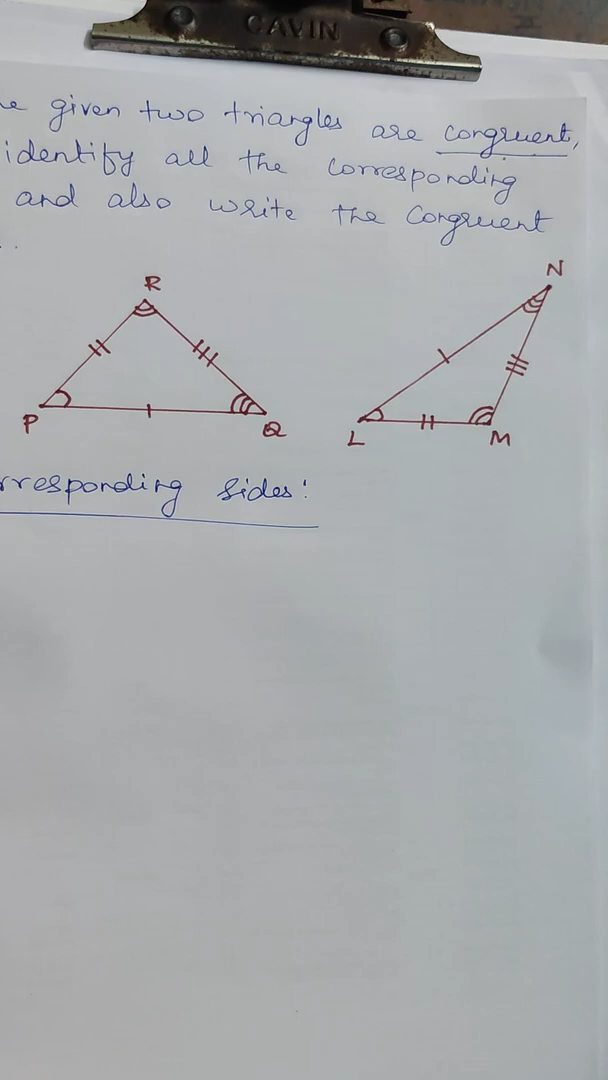 CAVIN
given two triangles are congruent,
identify all the corresponding
and also write the congruent
R
N
P
Q
L
M
rresponding sides: